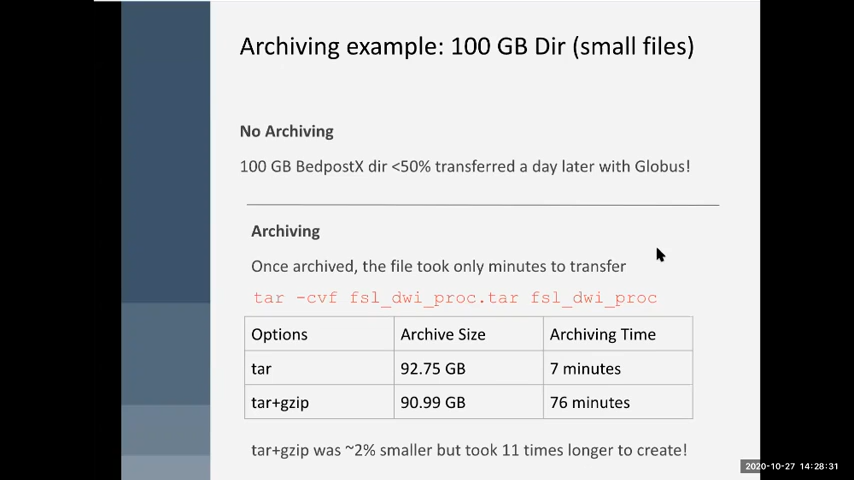 Archiving example: 100 GB Dir (small files)
No Archiving
100 GB BedpostX dir <50% transferred a day later with Globus!
Archiving
Once archived, the file took only minutes to transfer
tar -cvf fsl_dwi_proc.tar fsl_dwi_proc
Options Archive Size Archiving Time
tar 92.75 GB 7 minutes
tar+gzip 90.99 GB 76 minutes
tar+gzip was ~2% smaller but took 11 times longer to create!
2020-10-27 14:28:31